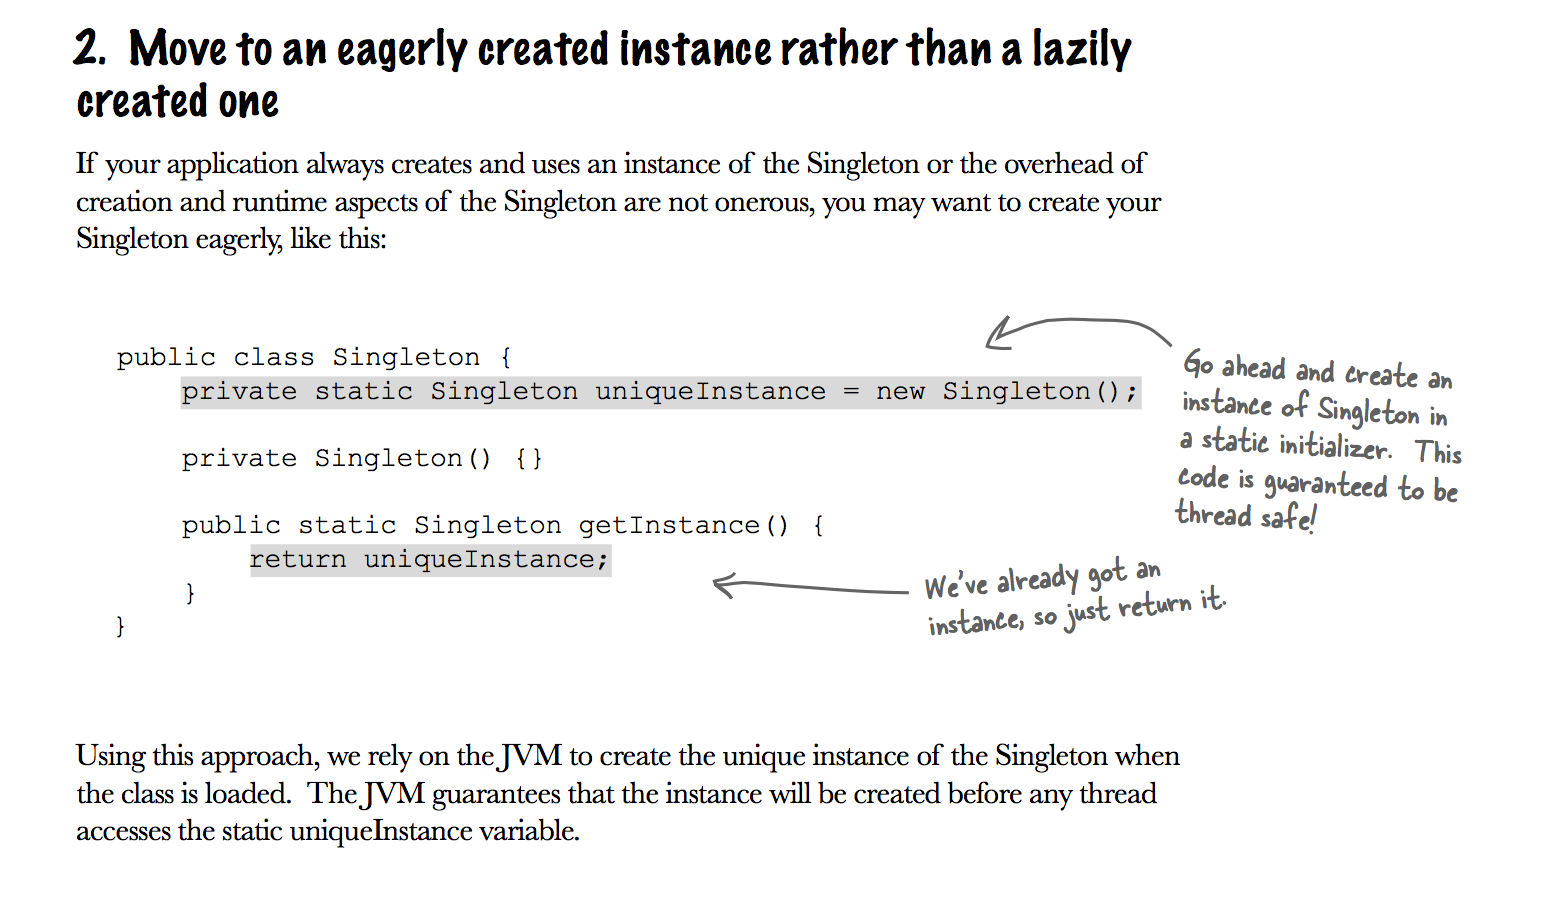 2. Move to an eagerly created instance rather than a lazily
created one
If your application always creates and uses an instance of the Singleton or the overhead of
creation and runtime aspects of the Singleton are not onerous, you may want to create your
Singleton eagerly, like this:
public class Singleton {
private static Singleton uniqueInstance = new Singleton();
private Singleton() {}
public static Singleton getInstance() {
return uniqueInstance;
}
}
Go ahead and create an
instance of Singleton in
a static initializer. This
code is guaranteed to be
thread safe!
We've already got an
instance, so just return it.
Using this approach, we rely on the JVM to create the unique instance of the Singleton when
the class is loaded. The JVM guarantees that the instance will be created before any thread
accesses the static uniqueInstance variable.